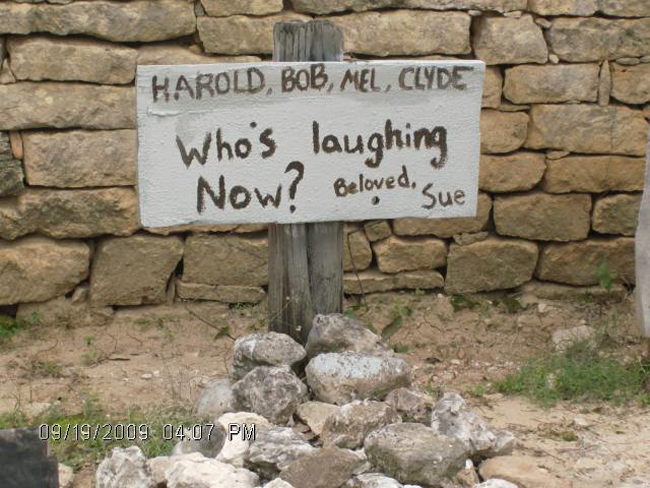 HAROLD, BOB, MEL, CLYDE
Who's laughing
Now? Beloved, Sue
09/19/2009 04:07 PM